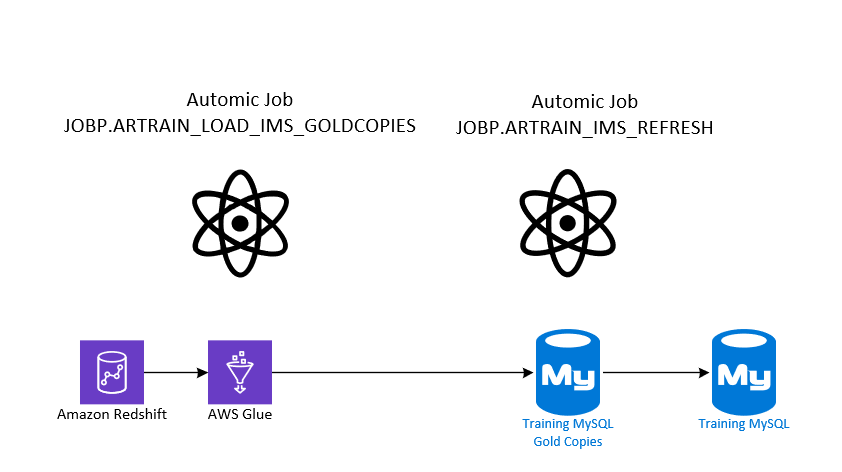 Automic Job
JOBP.ARTRAIN_LOAD_IMS_GOLDCOPIES
Automic Job
JOBP.ARTRAIN_IMS_REFRESH
My
My
Amazon Redshift
AWS Glue
Training MySQL
Gold Copies
Training MySQL